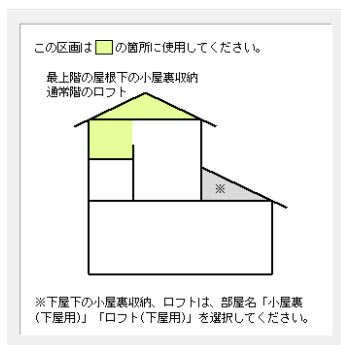 この区画は の箇所に使用してください。
最上階の屋根下の小屋裏収納
通常階のロフト
※
※下屋下の小屋裏収納、ロフトは、部屋名「小屋裏
(下屋用)」「ロフト(下屋用)」を選択してください。